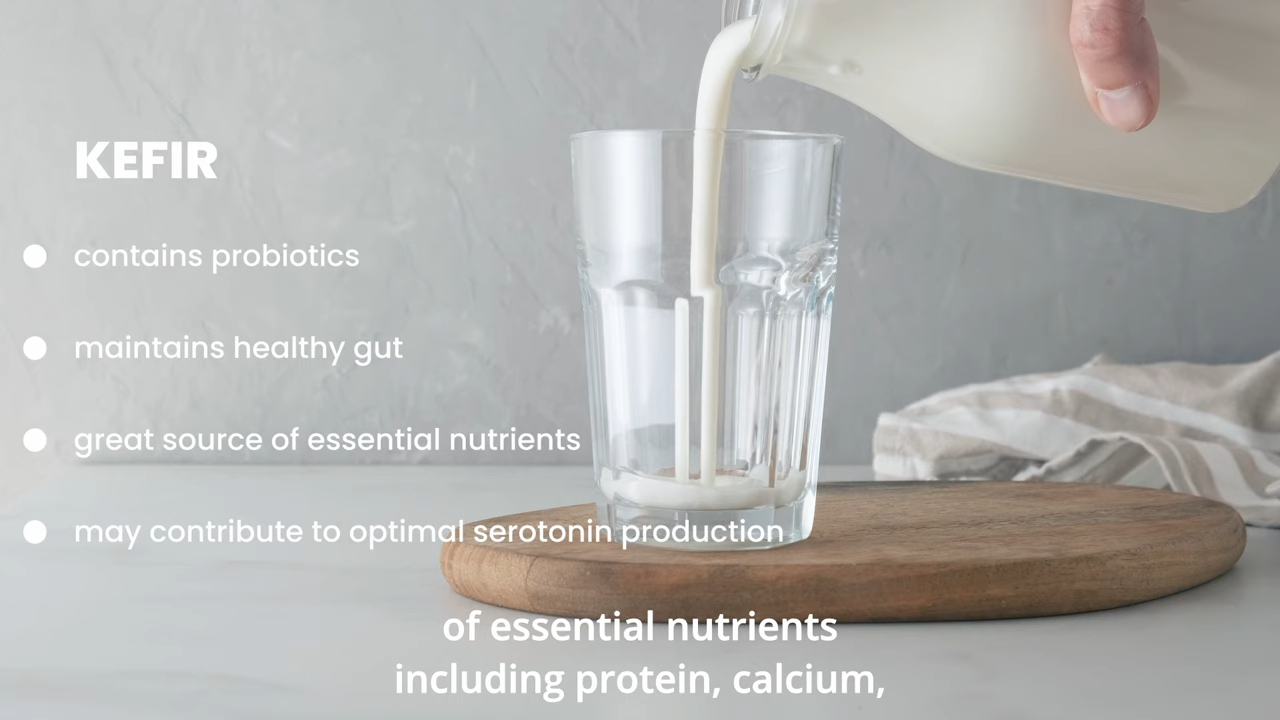 KEFIR
contains probiotics
maintains healthy gut
great source of essential nutrients
may contribute to optimal serotonin production
of essential nutrients
including protein, calcium,